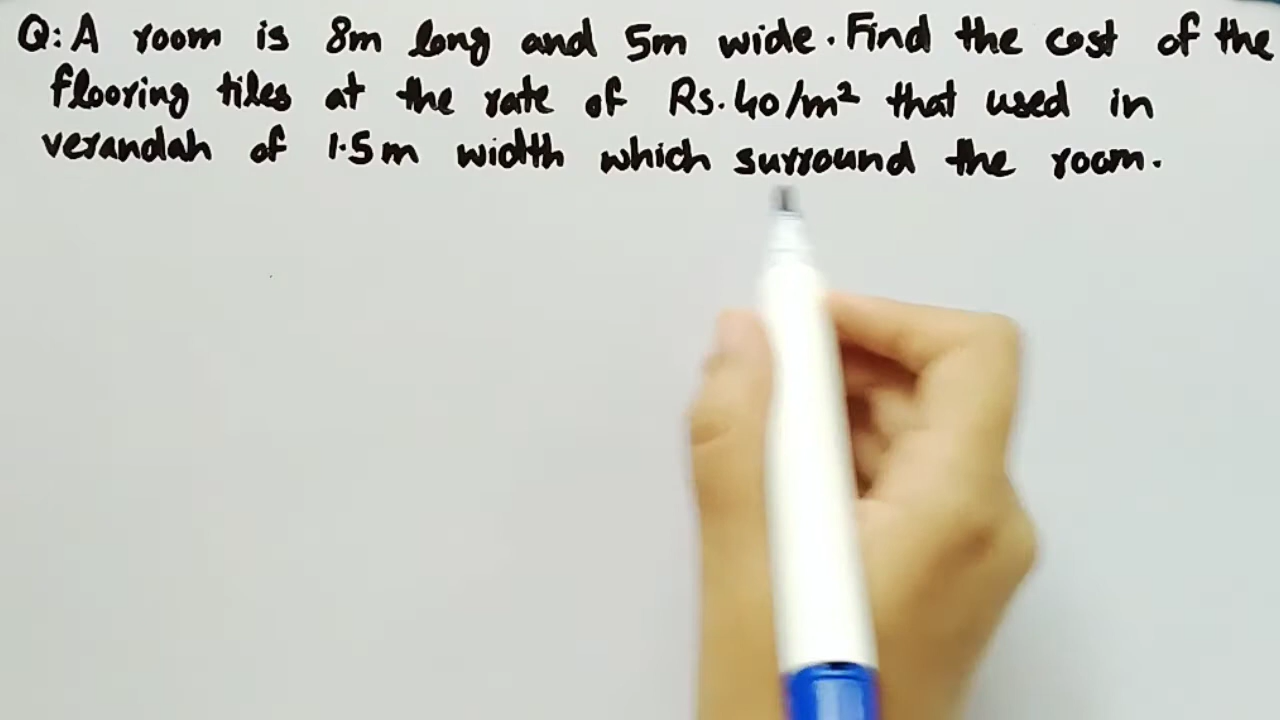 Q: A room is 8m long and 5m wide. Find the cost of the
flooring tiles at the rate of Rs. 40/m² that used in
verandah of 1.5m width which surround the room.